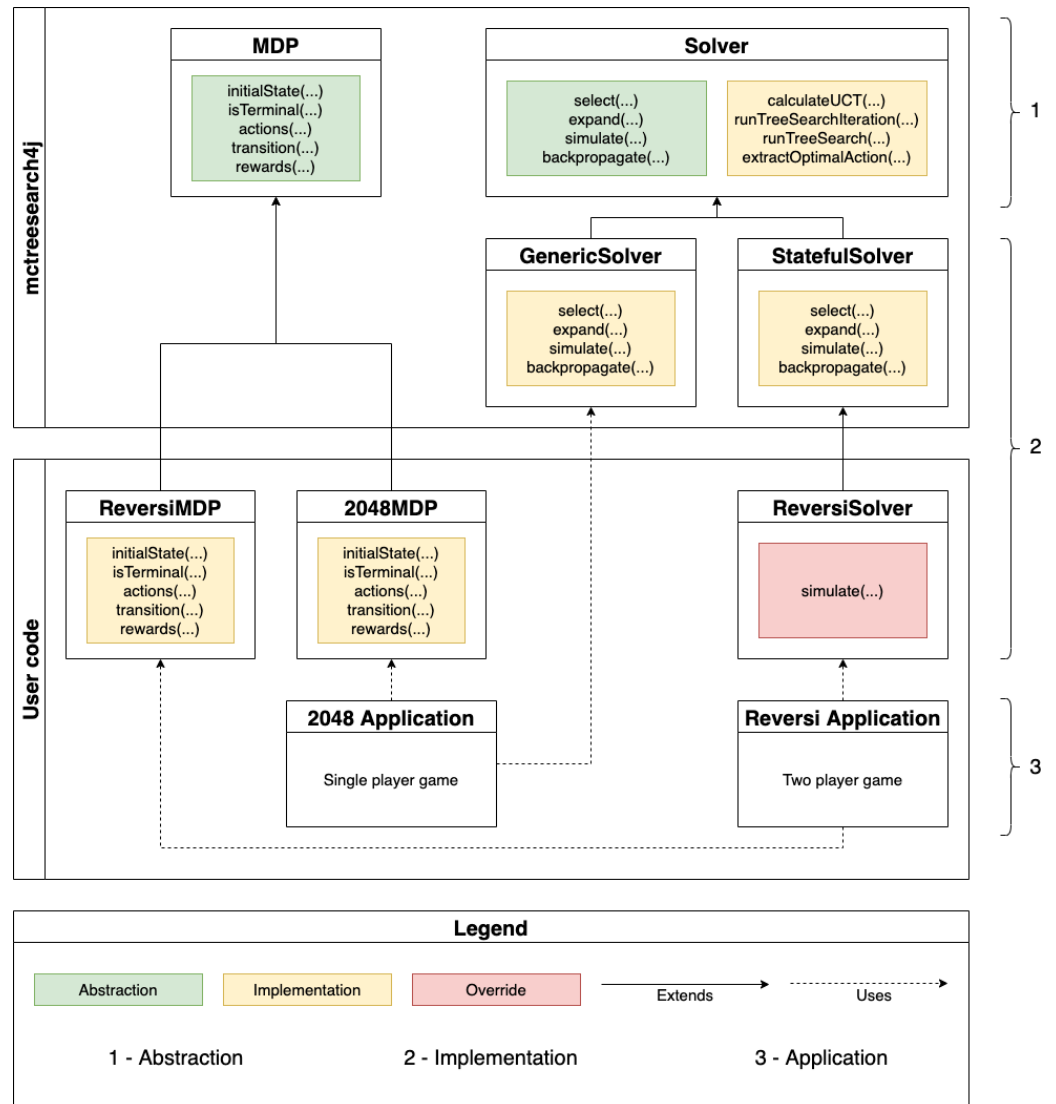 mctreesearch4j
MDP
initialState(...)
isTerminal(...)
actions(...)
transition(...)
rewards(...)
Solver
select(...)
expand(...)
simulate(...)
backpropagate(...)
calculateUCT(...)
runTreeSearchIteration(...)
runTreeSearch(...)
extractOptimalAction(...)
1
GenericSolver
select(...)
expand(...)
simulate(...)
backpropagate(...)
StatefulSolver
select(...)
expand(...)
simulate(...)
backpropagate(...)
2
User code
ReversiMDP
initialState(...)
isTerminal(...)
actions(...)
transition(...)
rewards(...)
2048MDP
initialState(...)
isTerminal(...)
actions(...)
transition(...)
rewards(...)
ReversiSolver
simulate(...)
2048 Application
Single player game
Reversi Application
Two player game
3
Legend
Abstraction
Implementation
Override
Extends
Uses
1 - Abstraction
2 - Implementation
3 - Application